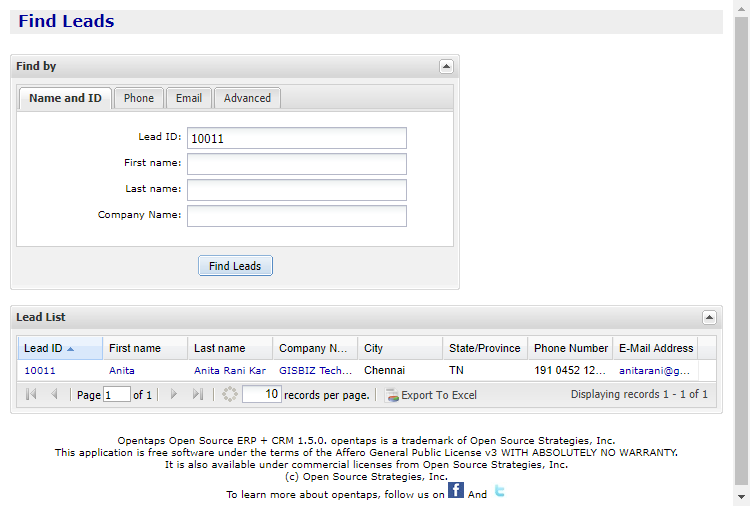 Find Leads
Find by
Name and ID Phone Email Advanced
Lead ID: 10011
First name:
Last name:
Company Name:
Find Leads
Lead List
Lead ID First name Last name Company N... City State/Province Phone Number E-Mail Address
10011 Anita Anita Rani Kar GISBIZ Tech... Chennai TN 191 0452 12... anitarani@g...
Page 1 of 1 10 records per page. Export To Excel Displaying records 1 - 1 of 1
Opentaps Open Source ERP + CRM 1.5.0. opentaps is a trademark of Open Source Strategies, Inc.
This application is free software under the terms of the Affero General Public License v3 WITH ABSOLUTELY NO WARRANTY.
It is also available under commercial licenses from Open Source Strategies, Inc.
(c) Open Source Strategies, Inc.
To learn more about opentaps, follow us on f And t